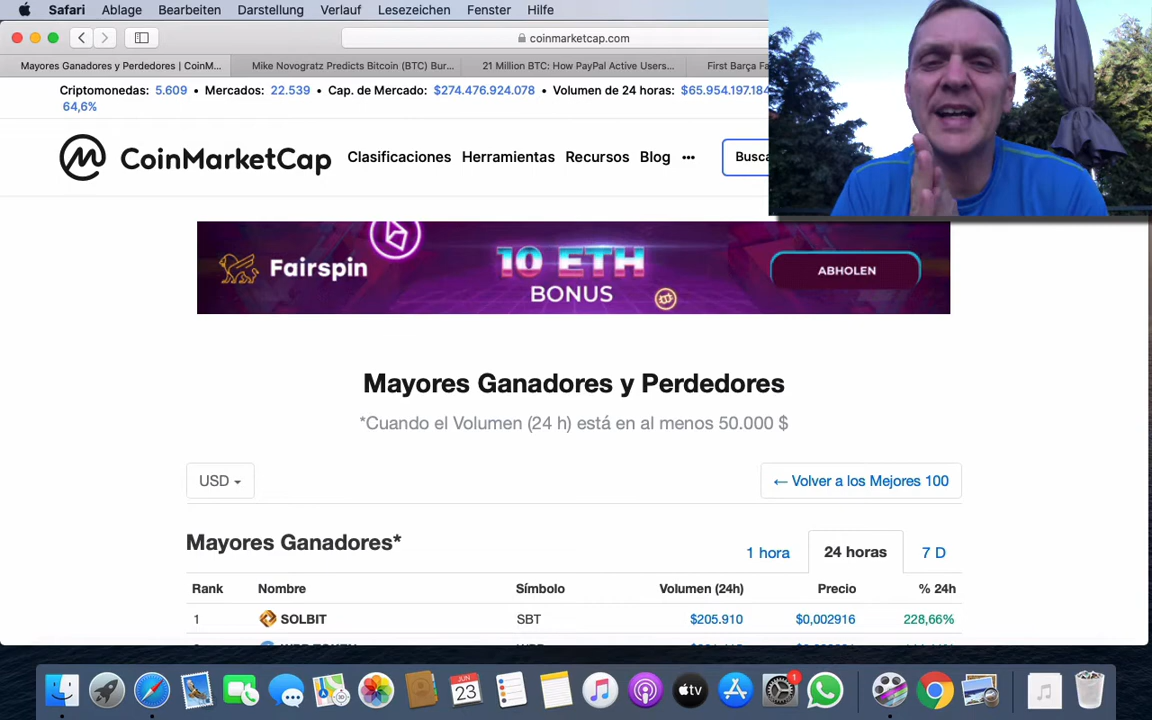 Safari Ablage Bearbeiten Darstellung Verlauf Lesezeichen Fenster Hilfe
coinmarketcap.com
Mayores Ganadores y Perdedores | CoinM... Mike Novogratz Predicts Bitcoin (BTC) Bur... 21 Million BTC: How PayPal Active Users... First Barça Fa
Criptomonedas: 5.609 • Mercados: 22.539 • Cap. de Mercado: $274.476.924.078 • Volumen de 24 horas: $65.954.197.184
64,6%
CoinMarketCap Clasificaciones Herramientas Recursos Blog ••• Busca
Fairspin 10 ETH BONUS ABHOLEN
Mayores Ganadores y Perdedores
*Cuando el Volumen (24 h) está en al menos 50.000 $
USD ← Volver a los Mejores 100
Mayores Ganadores* 1 hora 24 horas 7 D
Rank Nombre Símbolo Volumen (24h) Precio % 24h
1 SOLBIT SBT $205.910 $0,002916 228,66%
JUN
23
tv
1